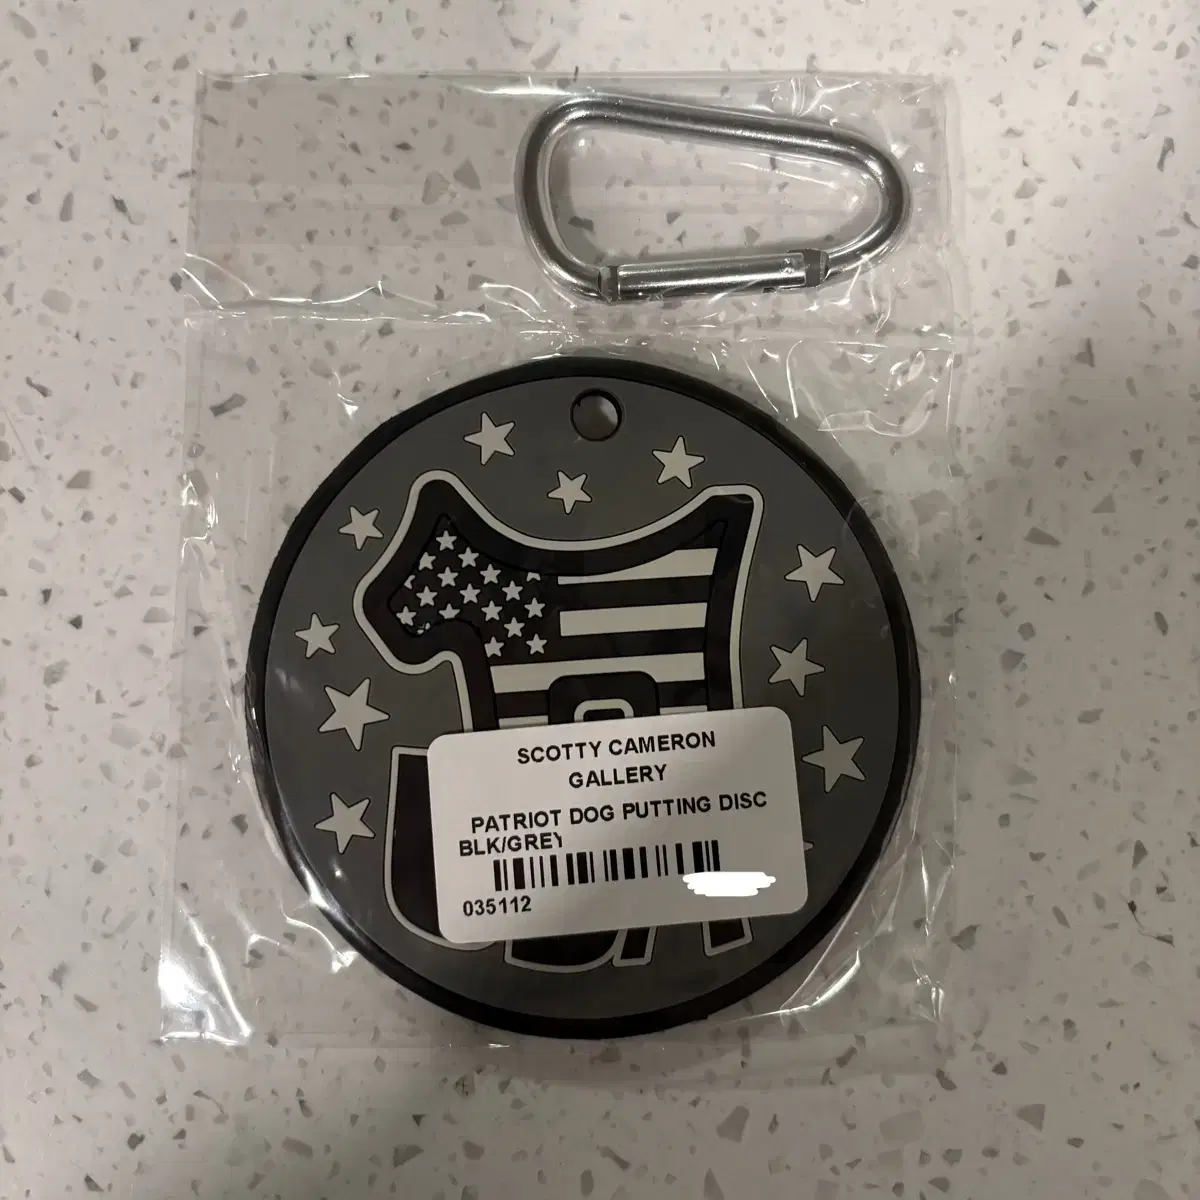 SCOTTY CAMERON
GALLERY
PATRIOT DOG PUTTING DISC
BLK/GREY
035112